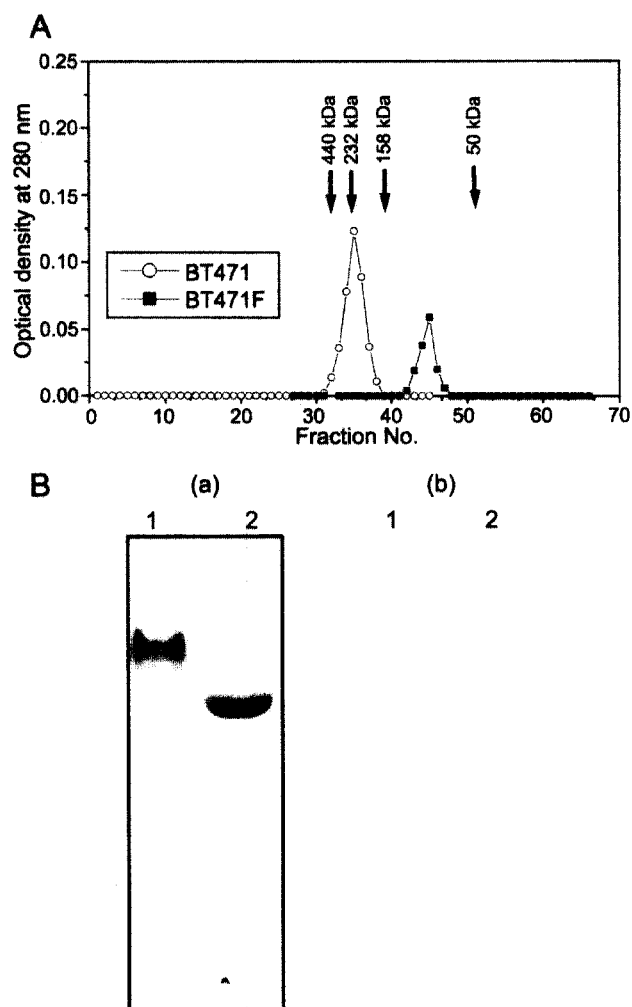 A
0.25
0.20
0.15
0.10
0.05
0.00
Optical density at 280 nm
440 kDa
232 kDa
158 kDa
50 kDa
BT471
BT471F
0 10 20 30 40 50 60 70
Fraction No.
B
(a) (b)
1 2 1 2